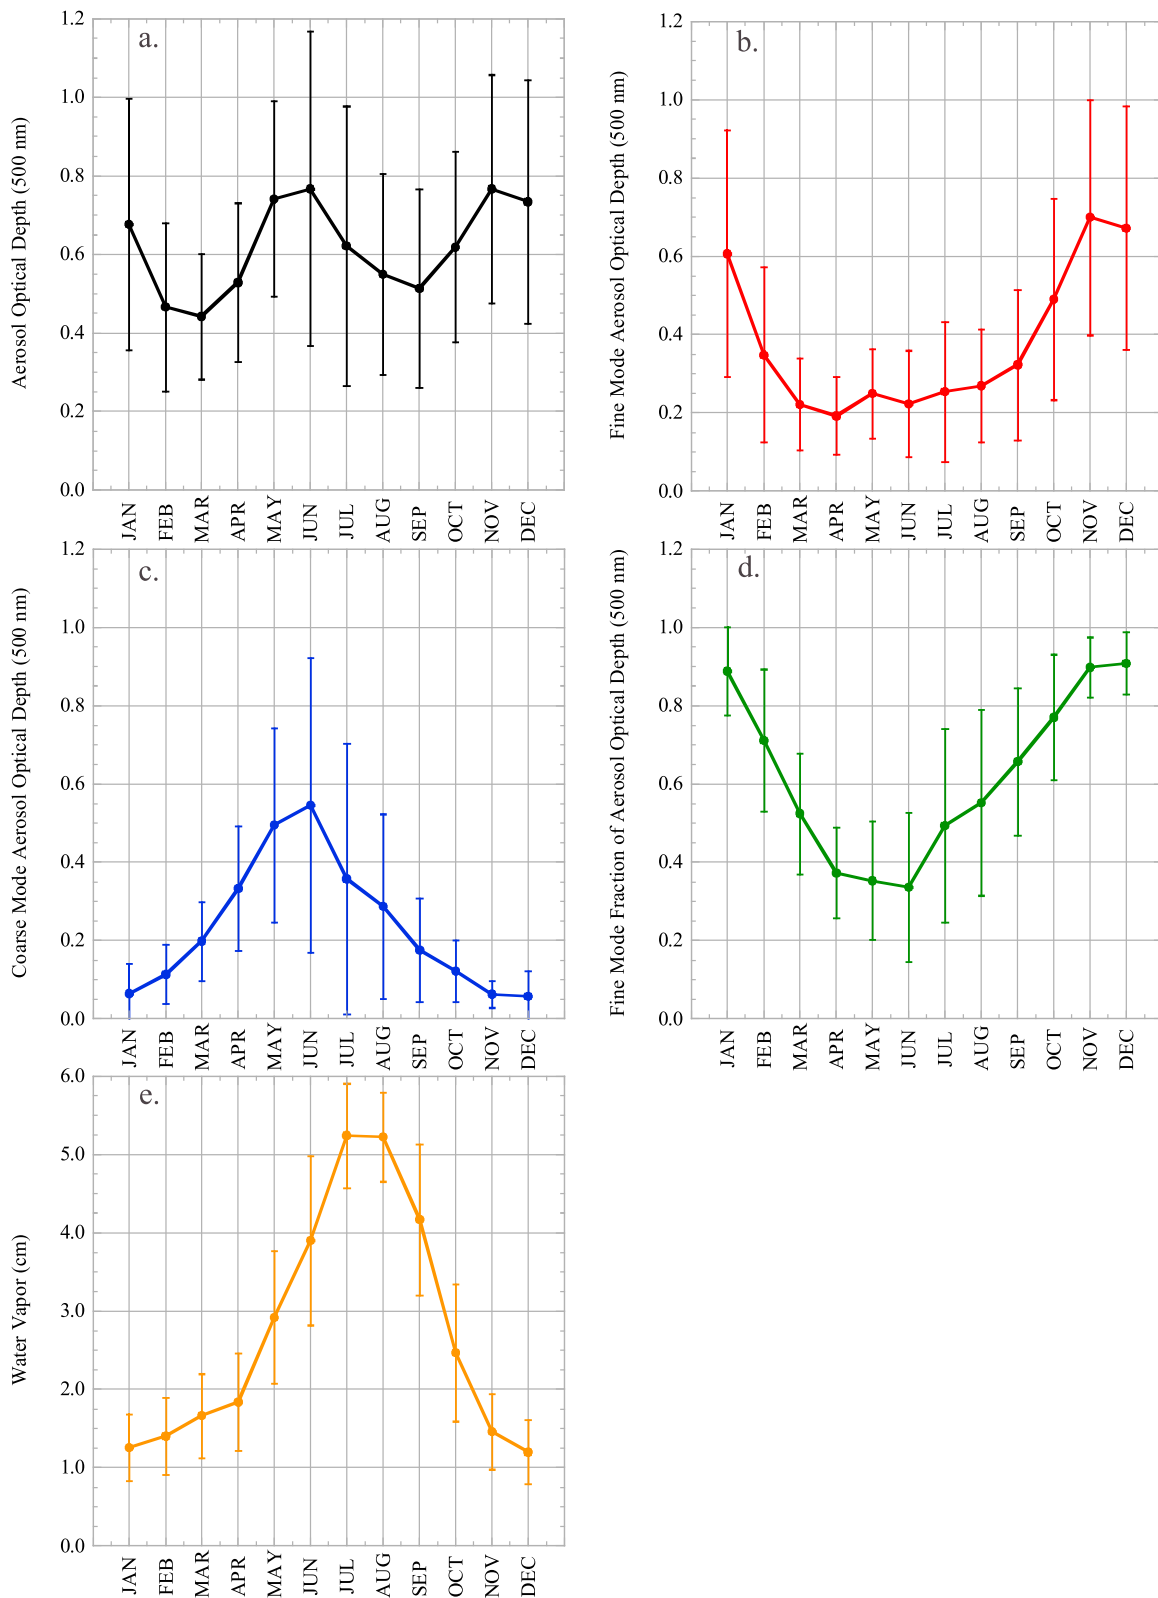 a.
Aerosol Optical Depth (500 nm)
1.2
1.0
0.8
0.6
0.4
0.2
0.0
JAN FEB MAR APR MAY JUN JUL AUG SEP OCT NOV DEC
b.
Fine Mode Aerosol Optical Depth (500 nm)
1.2
1.0
0.8
0.6
0.4
0.2
0.0
JAN FEB MAR APR MAY JUN JUL AUG SEP OCT NOV DEC
c.
Coarse Mode Aerosol Optical Depth (500 nm)
1.2
1.0
0.8
0.6
0.4
0.2
0.0
JAN FEB MAR APR MAY JUN JUL AUG SEP OCT NOV DEC
d.
Fine Mode Fraction of Aerosol Optical Depth (500 nm)
1.2
1.0
0.8
0.6
0.4
0.2
0.0
JAN FEB MAR APR MAY JUN JUL AUG SEP OCT NOV DEC
e.
Water Vapor (cm)
6.0
5.0
4.0
3.0
2.0
1.0
0.0
JAN FEB MAR APR MAY JUN JUL AUG SEP OCT NOV DEC